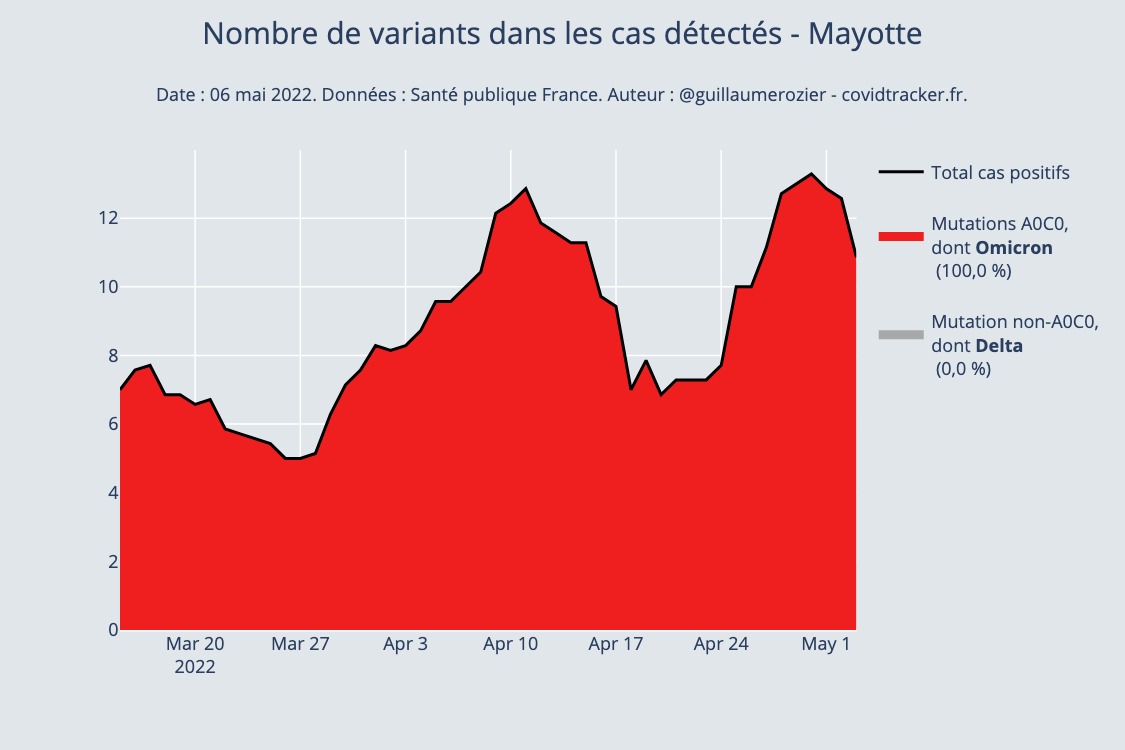 Nombre de variants dans les cas détectés - Mayotte
Date : 06 mai 2022. Données : Santé publique France. Auteur : @guillaumerozier - covidtracker.fr.
Total cas positifs
Mutations A0C0,
dont Omicron
(100,0 %)
Mutation non-A0C0,
dont Delta
(0,0 %)
12
10
8
6
4
2
0
Mar 20
2022
Mar 27
Apr 3
Apr 10
Apr 17
Apr 24
May 1